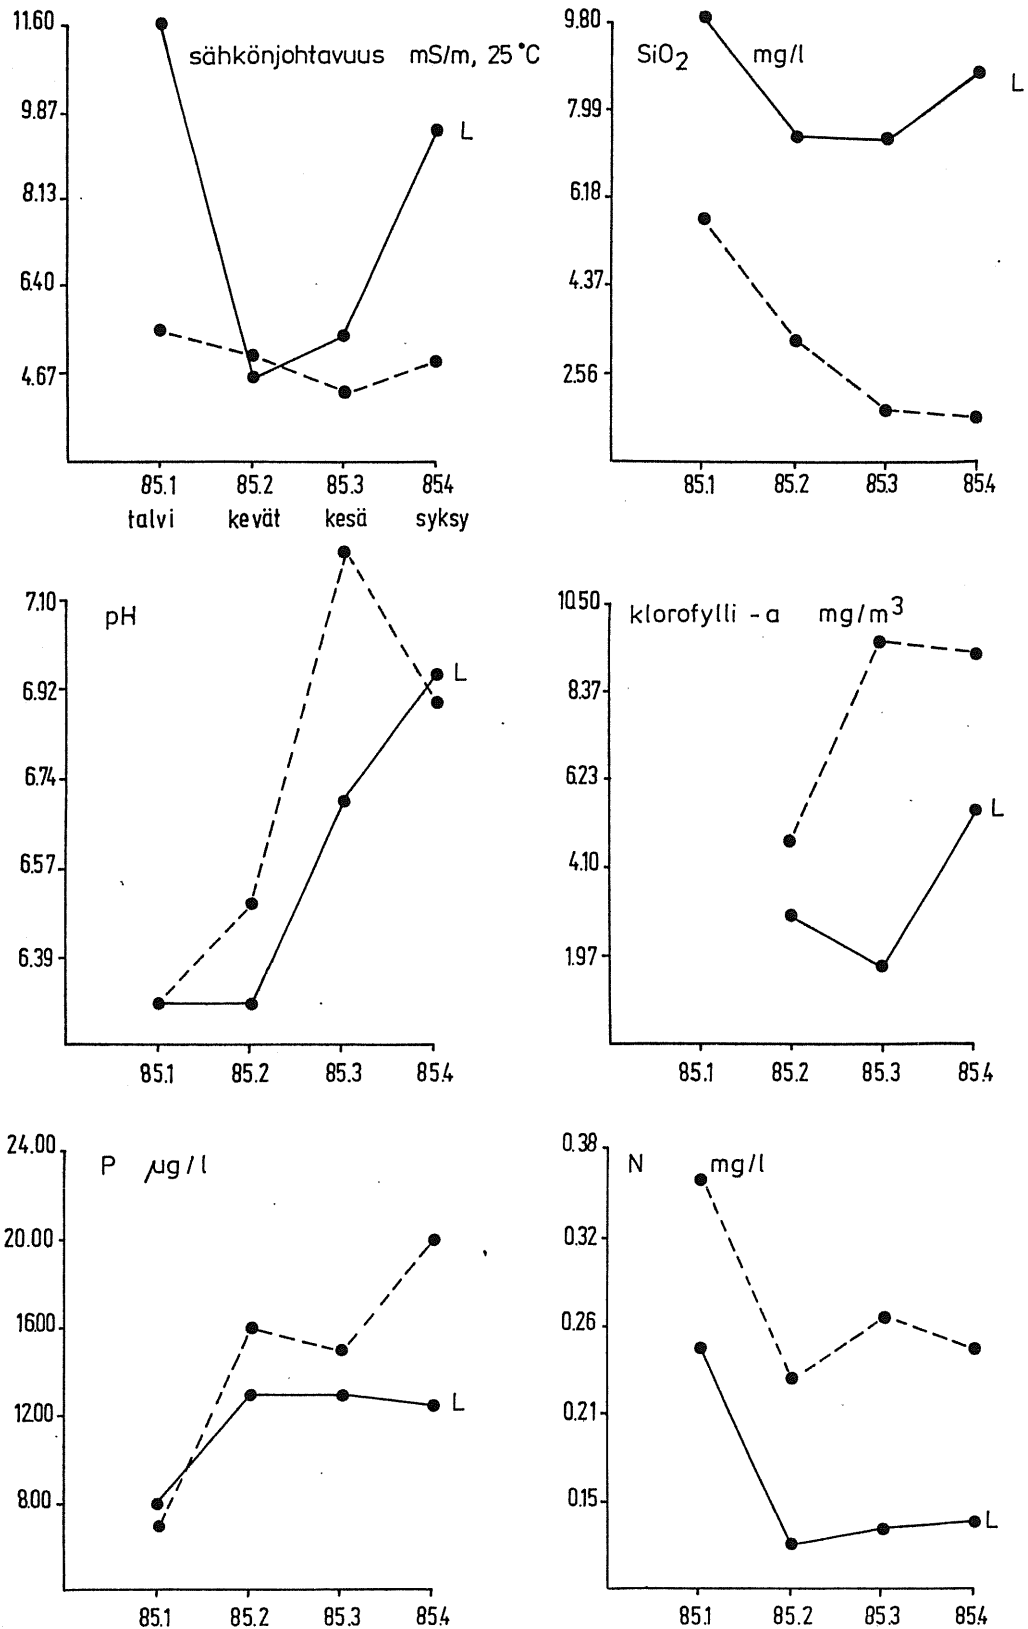 11.60
sähkönjohtavuus mS/m, 25 °C
9.87
L
8.13
6.40
4.67
85.1 85.2 85.3 85.4
talvi kevät kesä syksy
9.80
SiO2 mg/l
L
7.99
6.18
4.37
2.56
85.1 85.2 85.3 85.4
7.10
pH
L
6.92
6.74
6.57
6.39
85.1 85.2 85.3 85.4
10.50
klorofylli -a mg/m3
8.37
6.23
L
4.10
1.97
85.1 85.2 85.3 85.4
24.00
P µg/l
20.00
16.00
12.00
L
8.00
85.1 85.2 85.3 85.4
0.38
N mg/l
0.32
0.26
0.21
0.15
L
85.1 85.2 85.3 85.4